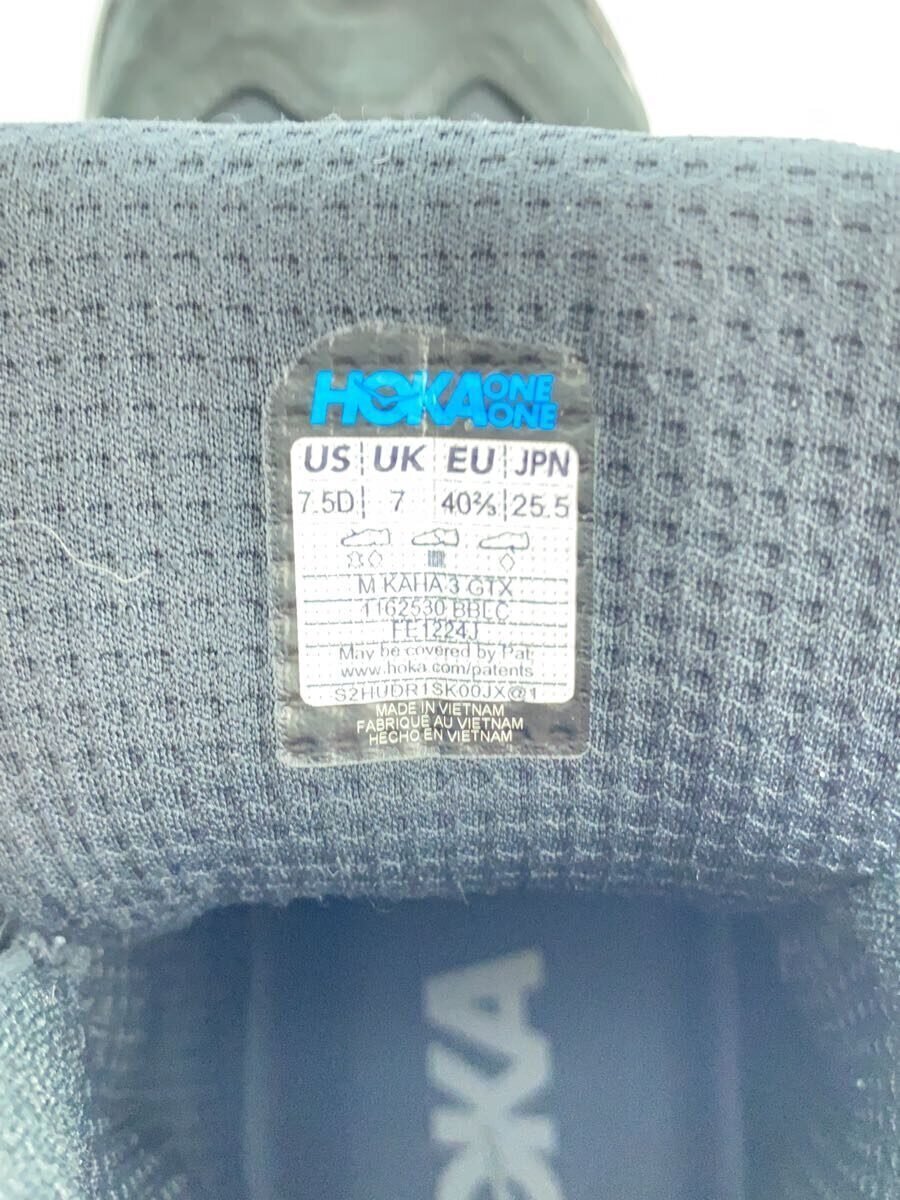 HOKA ONE ONE
US UK EU JPN
7.5D 7 40⅔ 25.5
M KAHA 3 GTX
1162530 BBLC
FE1224J
May be covered by Pat:
www.hoka.com/patents
S2HUDR1SK00JX@1
MADE IN VIETNAM
FABRIQUÉ AU VIETNAM
HECHO EN VIETNAM
HOKA